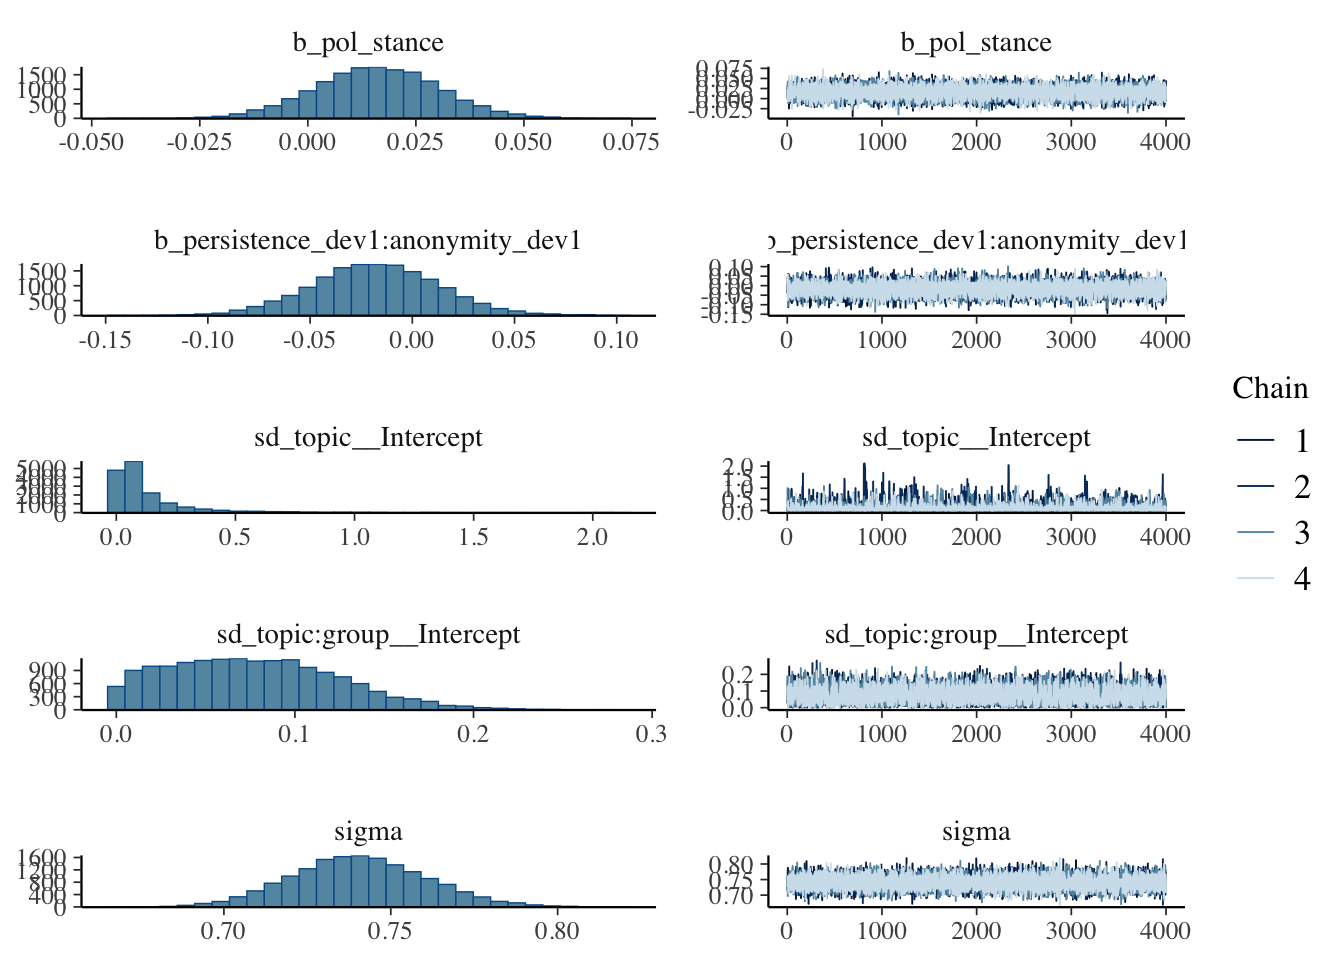 b_pol_stance
1500
1000
500
0
-0.050 -0.025 0.000 0.025 0.050 0.075
b_pol_stance
0.075
0.050
0.025
0.000
-0.025
0 1000 2000 3000 4000
b_persistence_dev1:anonymity_dev1
1500
1000
500
0
-0.15 -0.10 -0.05 0.00 0.05 0.10
b_persistence_dev1:anonymity_dev1
0.10
0.05
0.00
-0.05
-0.10
-0.15
0 1000 2000 3000 4000
sd_topic__Intercept
5000
4000
3000
2000
1000
0
0.0 0.5 1.0 1.5 2.0
sd_topic__Intercept
2.0
1.5
1.0
0.5
0.0
0 1000 2000 3000 4000
sd_topic:group__Intercept
900
600
300
0
0.0 0.1 0.2 0.3
sd_topic:group__Intercept
0.2
0.1
0.0
0 1000 2000 3000 4000
sigma
1600
1200
800
400
0
0.70 0.75 0.80
sigma
0.80
0.75
0.70
0 1000 2000 3000 4000
Chain
1
2
3
4